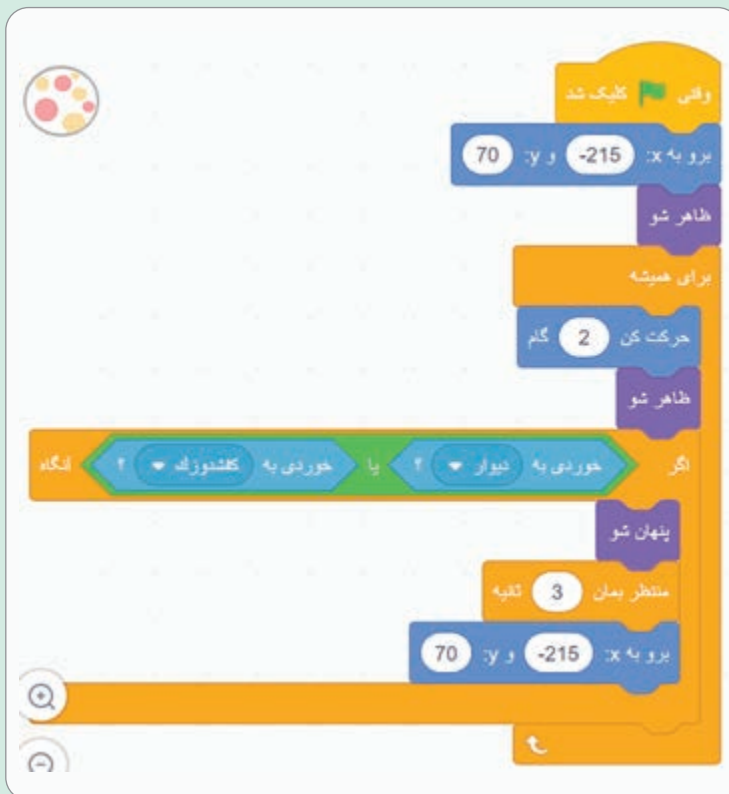 وقتی کلیک شد
برو به x: -215 و y: 70
ظاهر شو
برای همیشه
حرکت کن 2 گام
ظاهر شو
اگر خوردی به دیوار ؟ یا خوردی به کفشدوزک ؟ آنگاه
پنهان شو
منتظر بمان 3 ثانیه
برو به x: -215 و y: 70